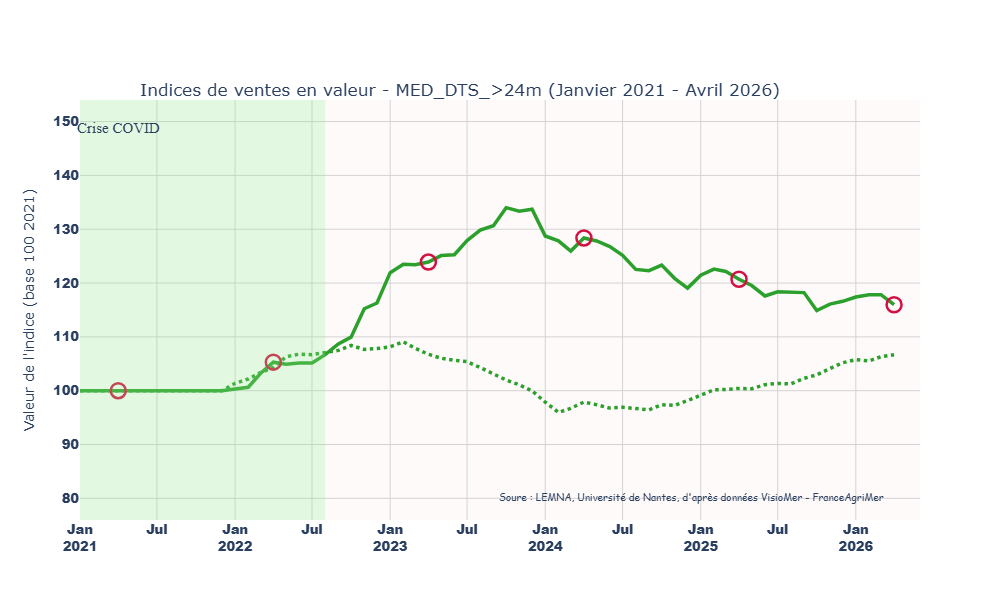 Indices de ventes en valeur - MED_DTS_>24m (Janvier 2021 - Avril 2026)
Crise COVID
Valeur de l'indice (base 100 2021)
150
140
130
120
110
100
90
80
Soure : LEMNA, Université de Nantes, d'après données VisioMer - FranceAgriMer
Jan Jul Jan Jul Jan Jul Jan Jul Jan Jul Jan
2021 2022 2023 2024 2025 2026